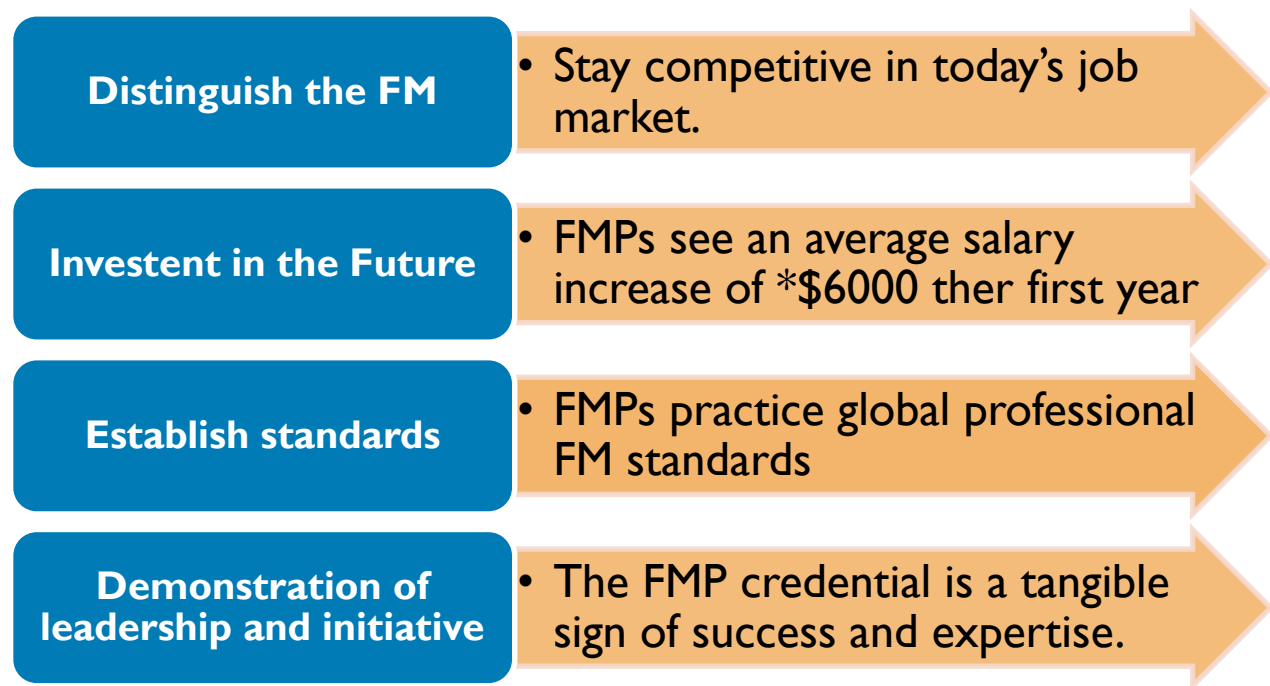 Distinguish the FM
• Stay competitive in today’s job
market.
Investent in the Future
• FMPs see an average salary
increase of *$6000 ther first year
Establish standards
• FMPs practice global professional
FM standards
Demonstration of
leadership and initiative
• The FMP credential is a tangible
sign of success and expertise.